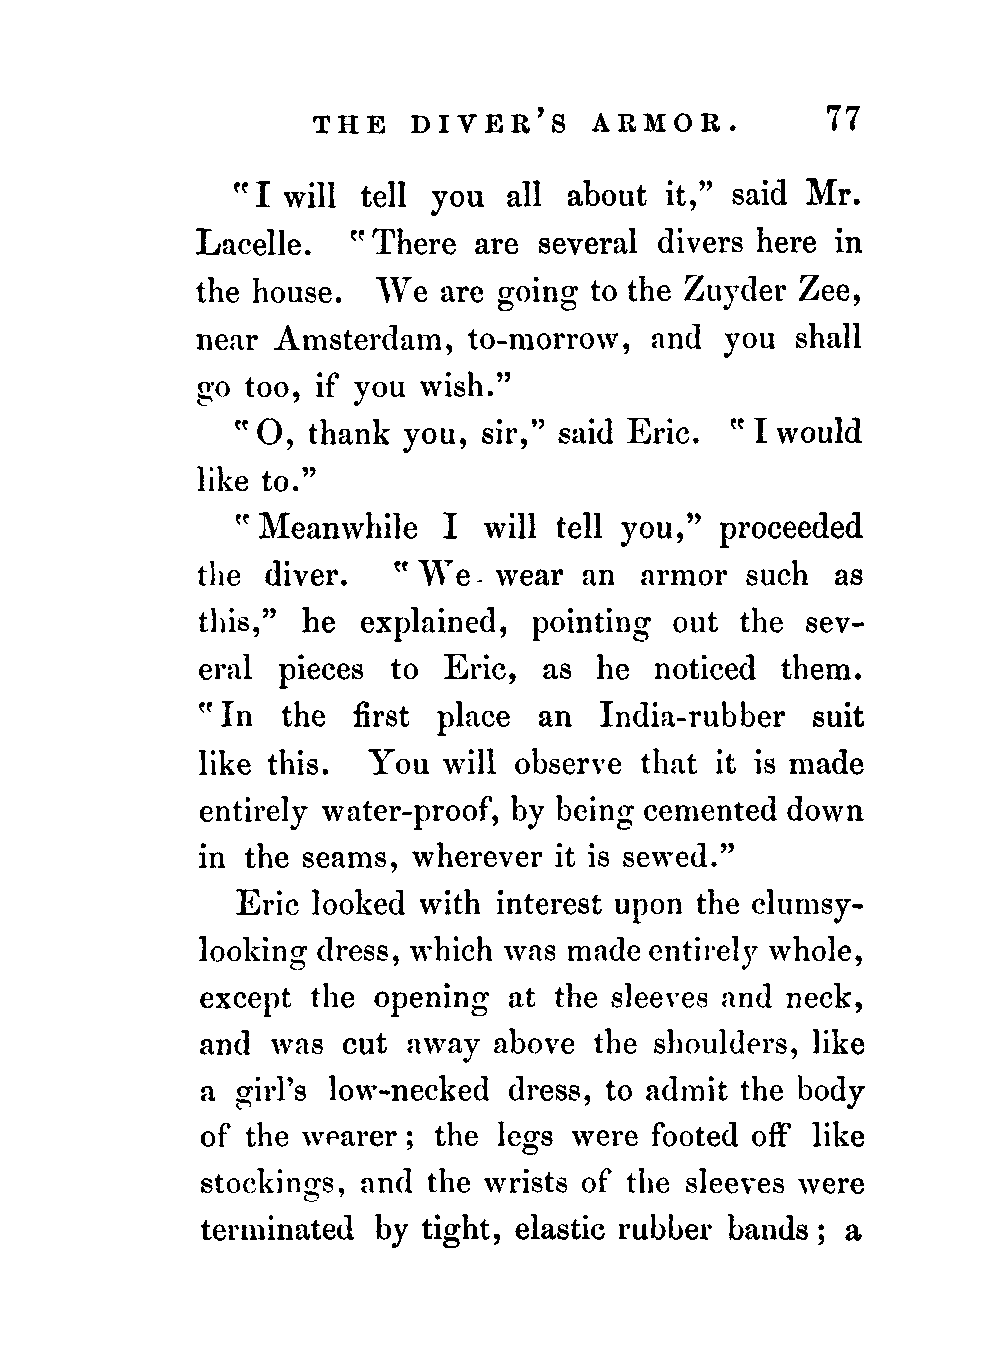 THE DIVER'S ARMOR. 77
"I will tell you all about it," said Mr.
Lacelle. "There are several divers here in
the house. We are going to the Zuyder Zee,
near Amsterdam, to-morrow, and you shall
go too, if you wish."
"O, thank you, sir," said Eric. "I would
like to."
"Meanwhile I will tell you," proceeded
the diver. "We wear an armor such as
this," he explained, pointing out the sev-
eral pieces to Eric, as he noticed them.
"In the first place an India-rubber suit
like this. You will observe that it is made
entirely water-proof, by being cemented down
in the seams, wherever it is sewed."
Eric looked with interest upon the clumsy-
looking dress, which was made entirely whole,
except the opening at the sleeves and neck,
and was cut away above the shoulders, like
a girl's low-necked dress, to admit the body
of the wearer; the legs were footed off like
stockings, and the wrists of the sleeves were
terminated by tight, elastic rubber bands; a